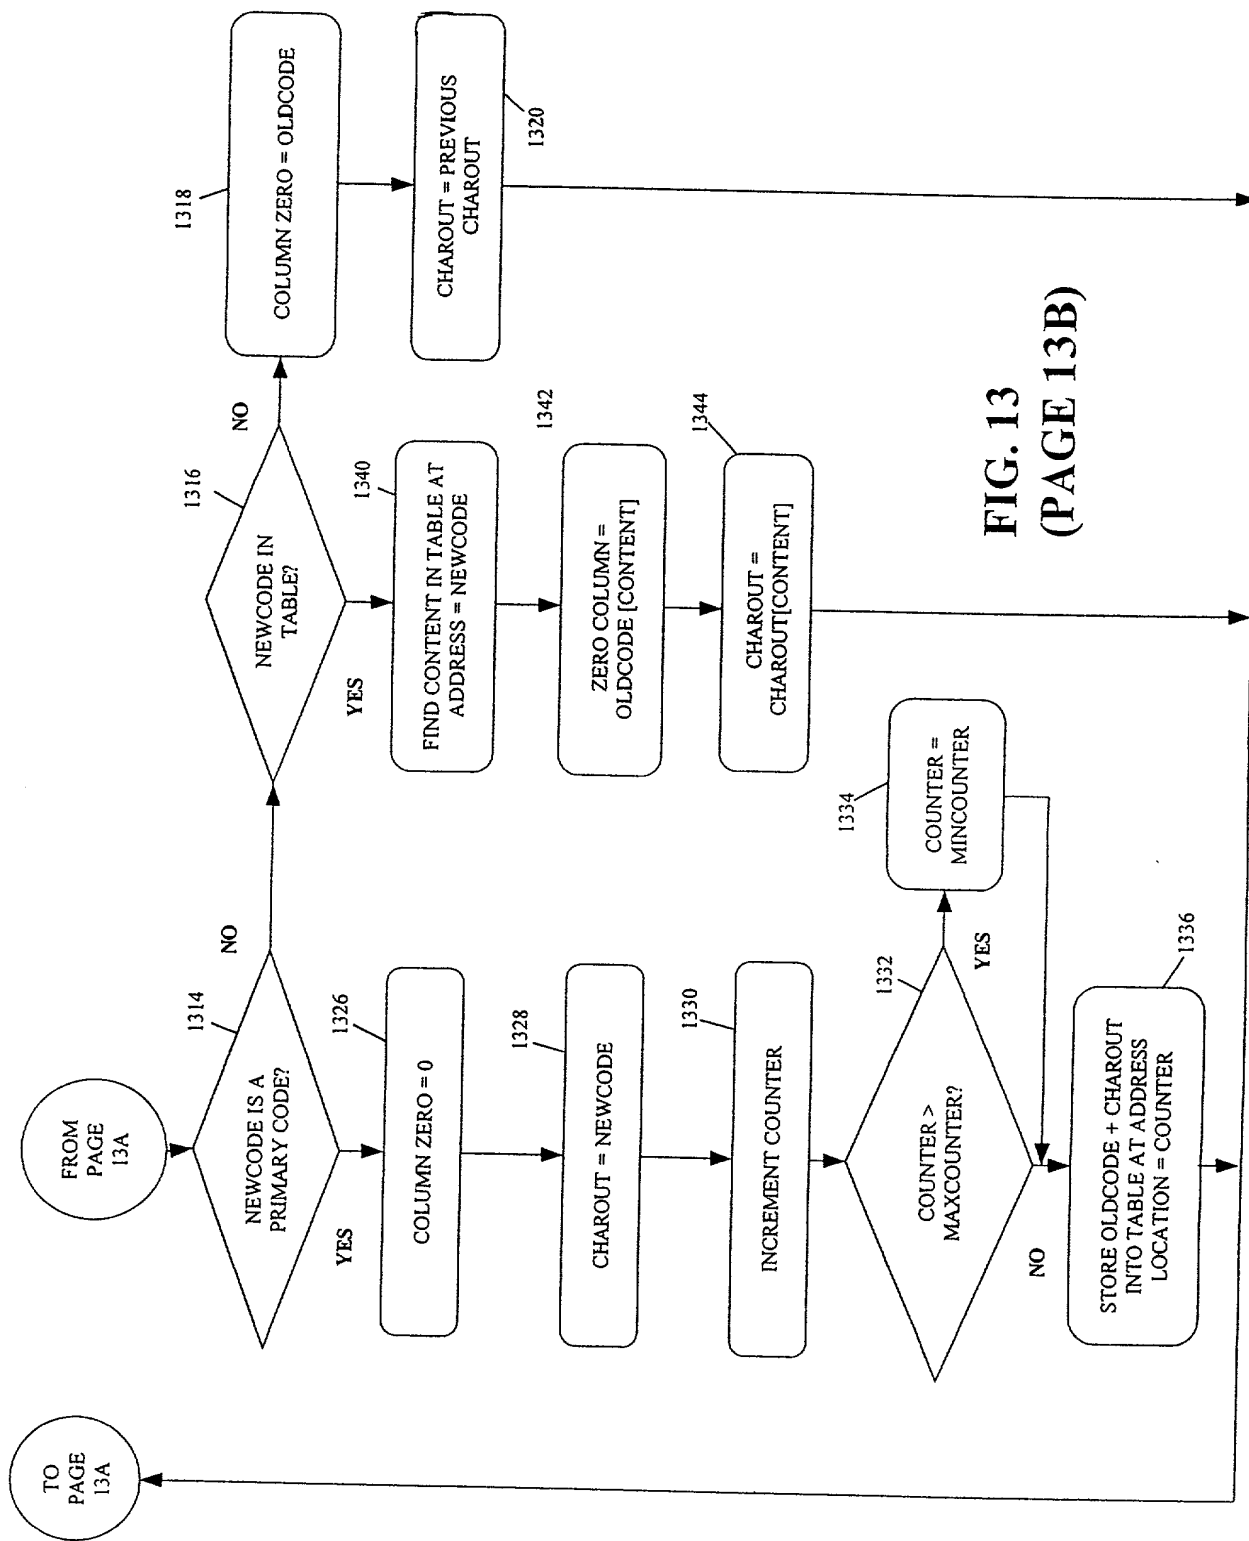 TO
PAGE
13A
FROM
PAGE
13A
1314
NEWCODE IS A
PRIMARY CODE?
NO
YES
1316
NEWCODE IN
TABLE?
NO
YES
1318
COLUMN ZERO = OLDCODE
CHAROUT = PREVIOUS
CHAROUT
1320
1326
COLUMN ZERO = 0
1328
CHAROUT = NEWCODE
1330
INCREMENT COUNTER
1332
COUNTER >
MAXCOUNTER?
YES
NO
1334
COUNTER =
MINCOUNTER
1336
STORE OLDCODE + CHAROUT
INTO TABLE AT ADDRESS
LOCATION = COUNTER
1340
FIND CONTENT IN TABLE AT
ADDRESS = NEWCODE
1342
ZERO COLUMN =
OLDCODE [CONTENT]
1344
CHAROUT =
CHAROUT[CONTENT]
FIG. 13
(PAGE 13B)